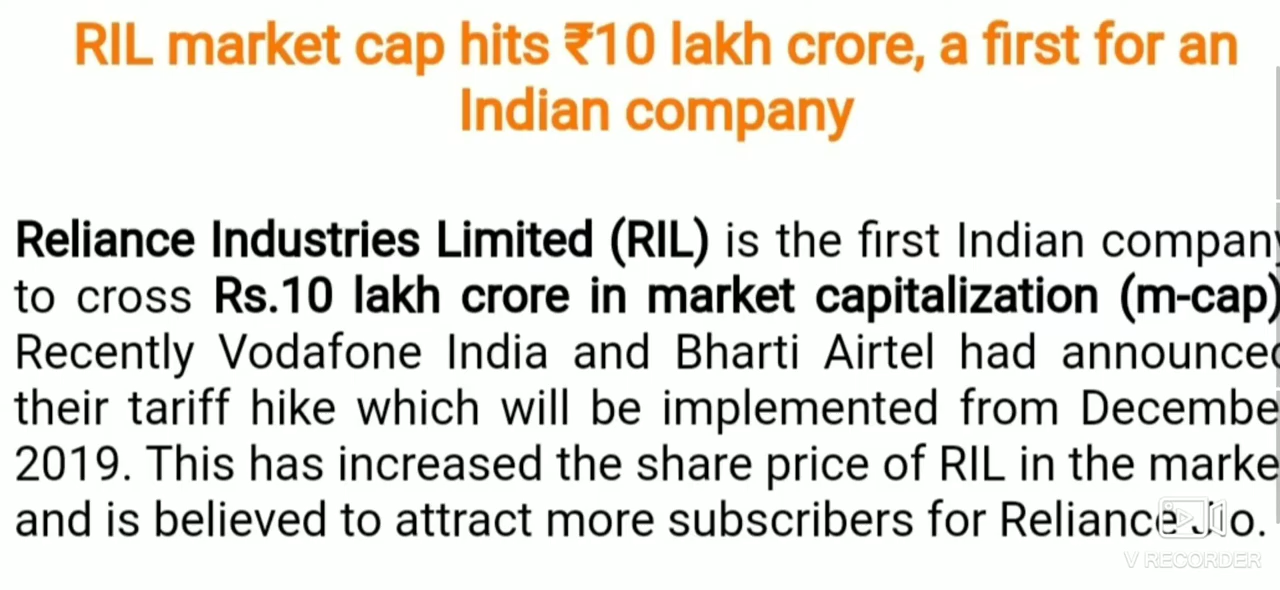 RIL market cap hits ₹10 lakh crore, a first for an
Indian company
Reliance Industries Limited (RIL) is the first Indian company
to cross Rs.10 lakh crore in market capitalization (m-cap)
Recently Vodafone India and Bharti Airtel had announced
their tariff hike which will be implemented from Decembe
2019. This has increased the share price of RIL in the marke
and is believed to attract more subscribers for Reliance Jio.
V RECORDER